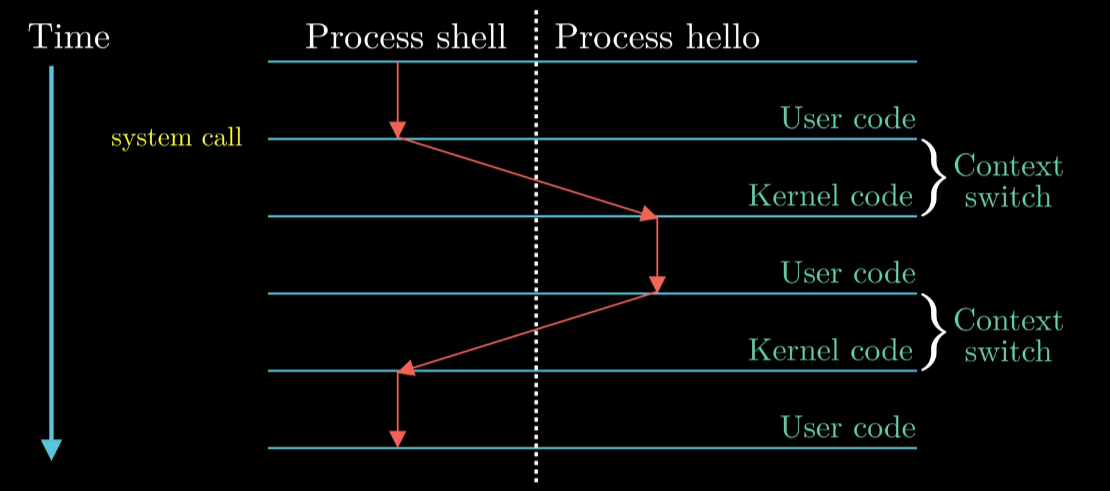 Time
Process shell
Process hello
User code
system call
Context
switch
Kernel code
User code
Context
switch
Kernel code
User code